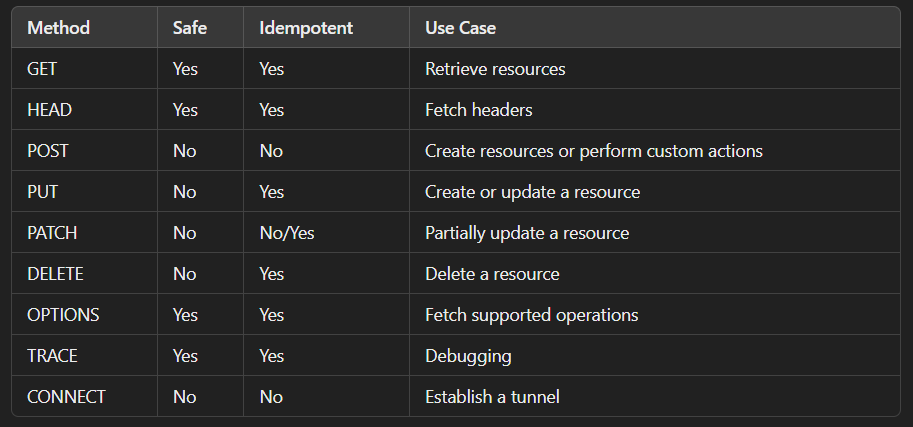 Method Safe Idempotent Use Case
GET Yes Yes Retrieve resources
HEAD Yes Yes Fetch headers
POST No No Create resources or perform custom actions
PUT No Yes Create or update a resource
PATCH No No/Yes Partially update a resource
DELETE No Yes Delete a resource
OPTIONS Yes Yes Fetch supported operations
TRACE Yes Yes Debugging
CONNECT No No Establish a tunnel